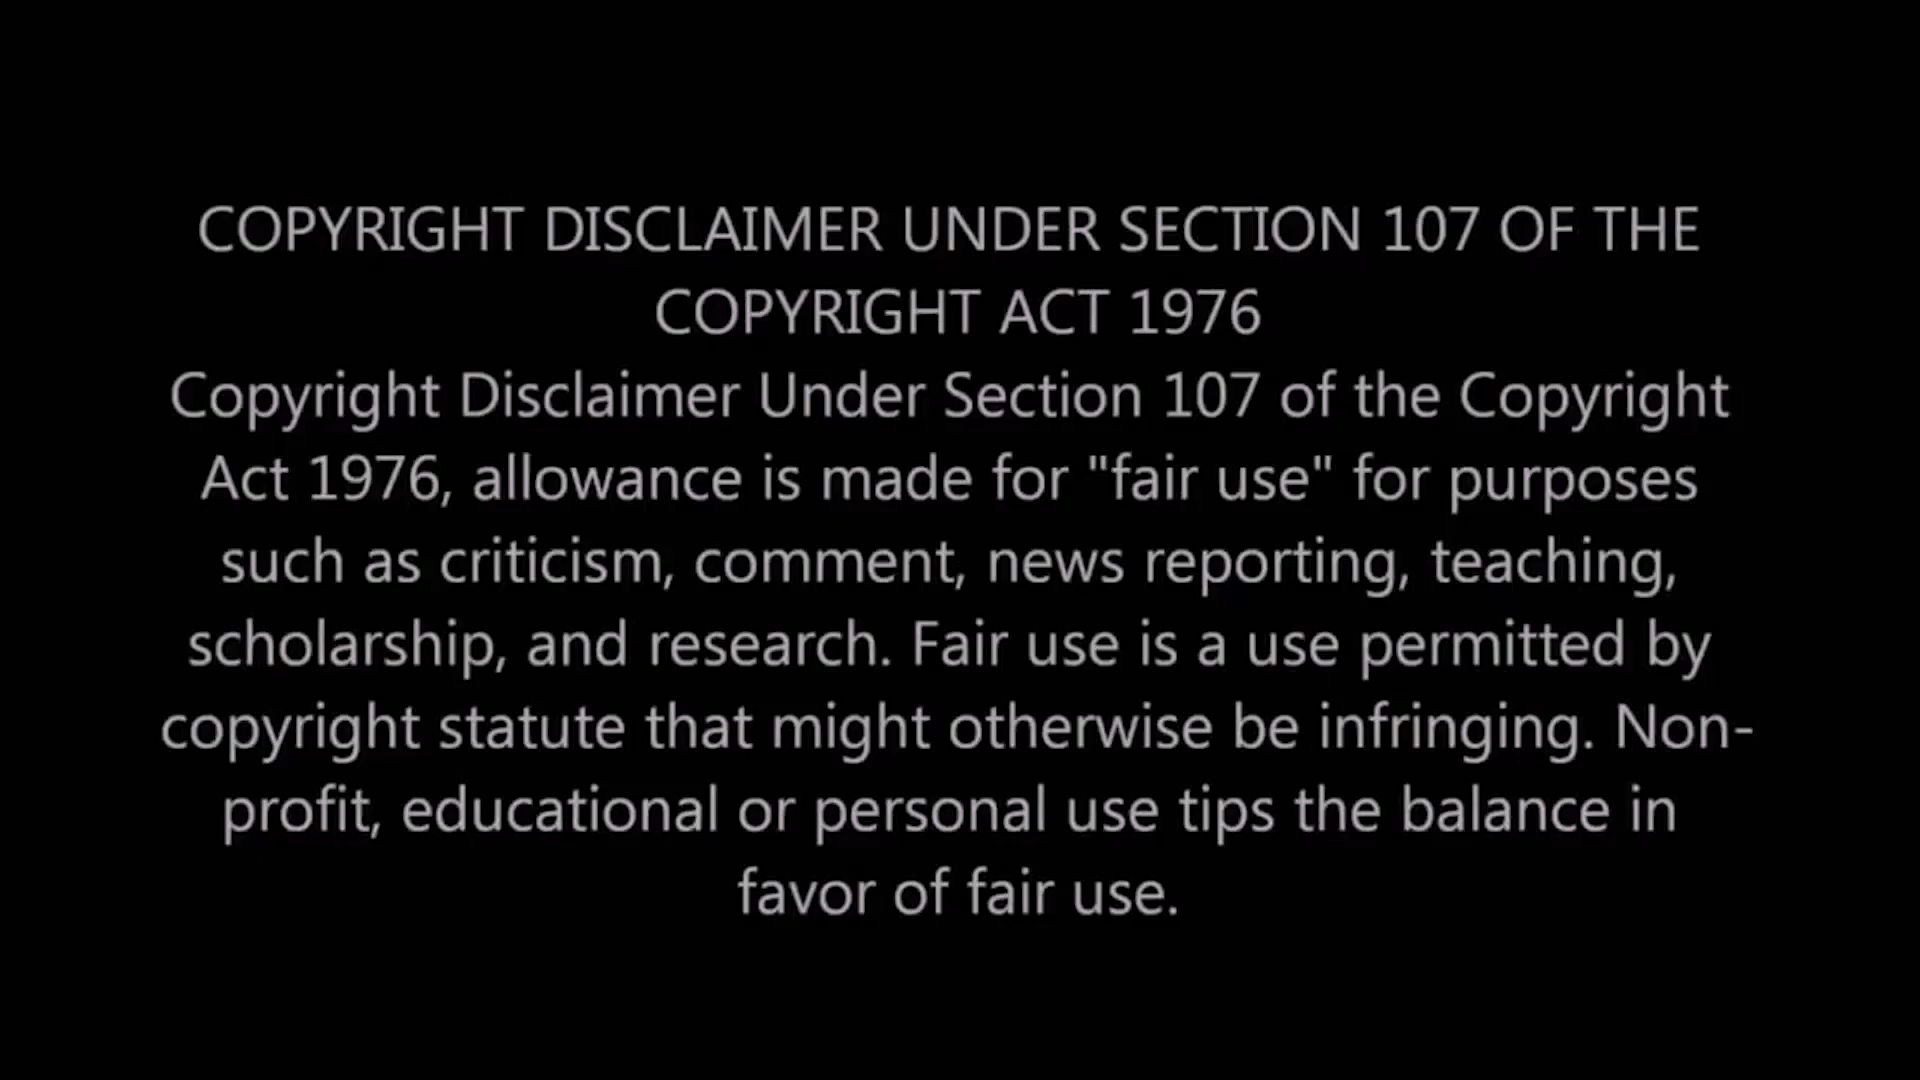 COPYRIGHT DISCLAIMER UNDER SECTION 107 OF THE
COPYRIGHT ACT 1976
Copyright Disclaimer Under Section 107 of the Copyright
Act 1976, allowance is made for "fair use" for purposes
such as criticism, comment, news reporting, teaching,
scholarship, and research. Fair use is a use permitted by
copyright statute that might otherwise be infringing. Non-
profit, educational or personal use tips the balance in
favor of fair use.